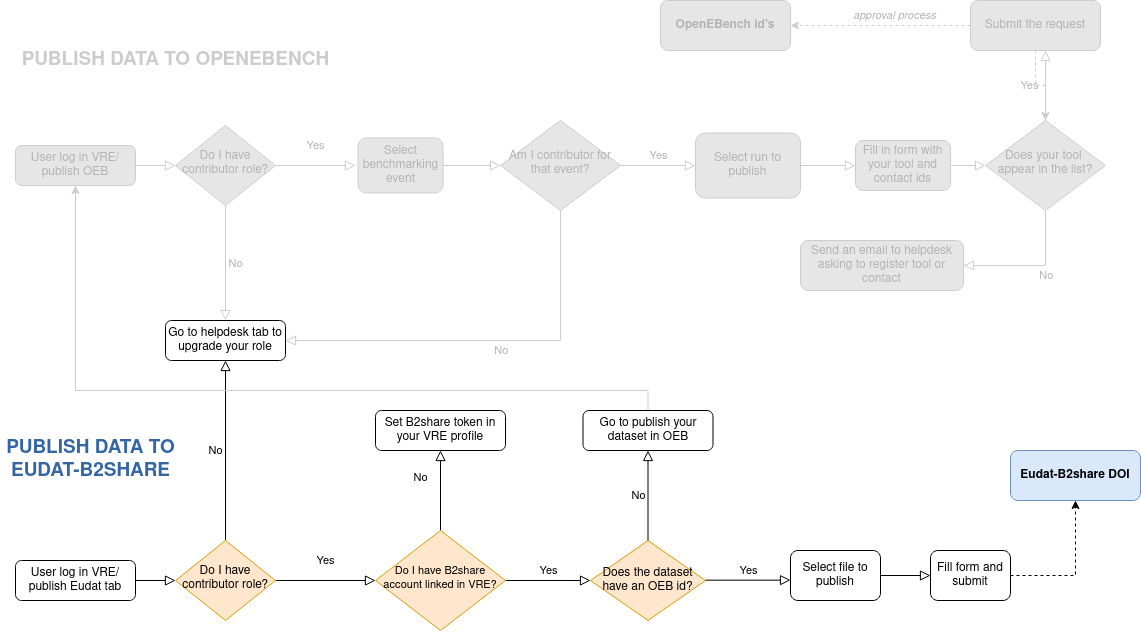 OpenEBench id's
approval process
Submit the request
PUBLISH DATA TO OPENEBENCH
Yes
User log in VRE/
publish OEB
Do I have
contributor role?
Yes
Select
benchmarking
event
Am I contributor for
that event?
Yes
Select run to
publish
Fill in form with
your tool and
contact ids
Does your tool
appear in the list?
No
Send an email to helpdesk
asking to register tool or
contact
No
Go to helpdesk tab to
upgrade your role
No
PUBLISH DATA TO
EUDAT-B2SHARE
No
Set B2share token in
your VRE profile
Go to publish your
dataset in OEB
No
No
Eudat-B2share DOI
User log in VRE/
publish Eudat tab
Do I have
contributor role?
Yes
Do I have B2share
account linked in VRE?
Yes
Does the dataset
have an OEB id?
Yes
Select file to
publish
Fill form and
submit